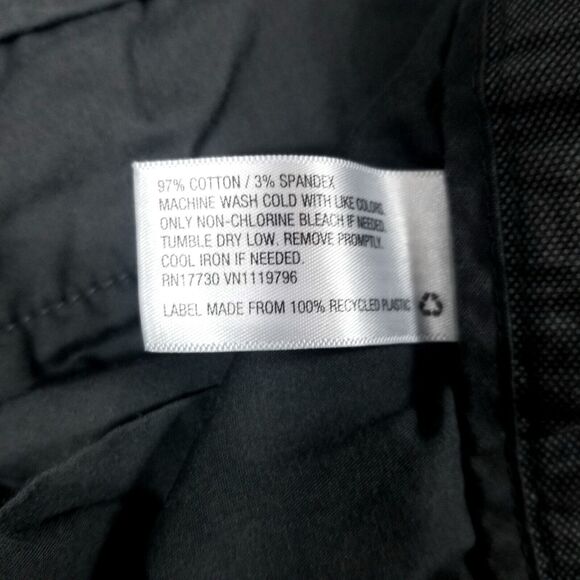 97% COTTON / 3% SPANDEX
MACHINE WASH COLD WITH LIKE COLORS.
ONLY NON-CHLORINE BLEACH IF NEEDED.
TUMBLE DRY LOW. REMOVE PROMPTLY.
COOL IRON IF NEEDED.
RN17730 VN1119796
LABEL MADE FROM 100% RECYCLED PLASTIC